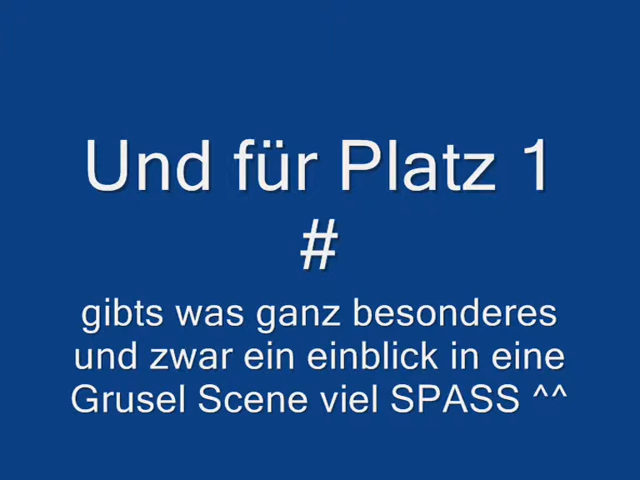 Und für Platz 1
#
gibts was ganz besonderes
und zwar ein einblick in eine
Grusel Scene viel SPASS ^^